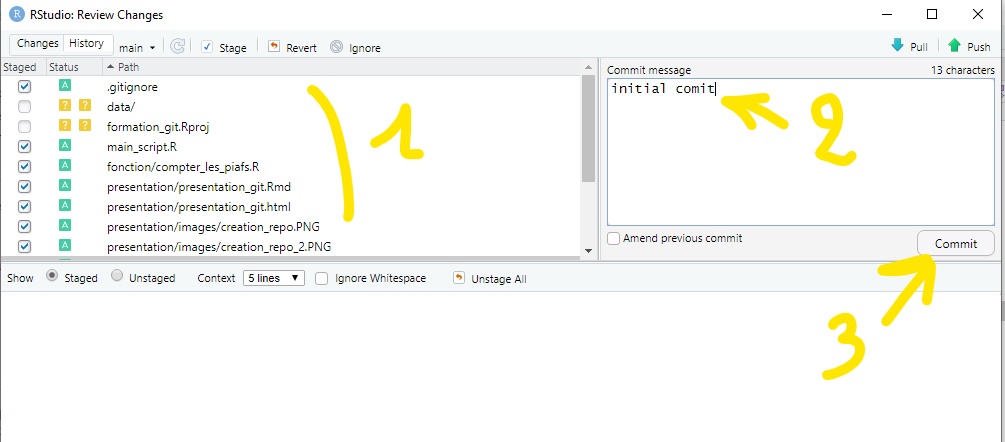 RStudio: Review Changes
Changes History main Stage Revert Ignore Pull Push
Staged Status Path
.gitignore
A
data/
? ?
formation_git.Rproj
? ?
main_script.R
A
fonction/compter_les_piafs.R
A
presentation/presentation_git.Rmd
A
presentation/presentation_git.html
A
presentation/images/creation_repo.PNG
A
presentation/images/creation_repo_2.PNG
A
1
Commit message 13 characters
initial comit
2
Amend previous commit
Commit
3
Show Staged Unstaged Context 5 lines Ignore Whitespace Unstage All